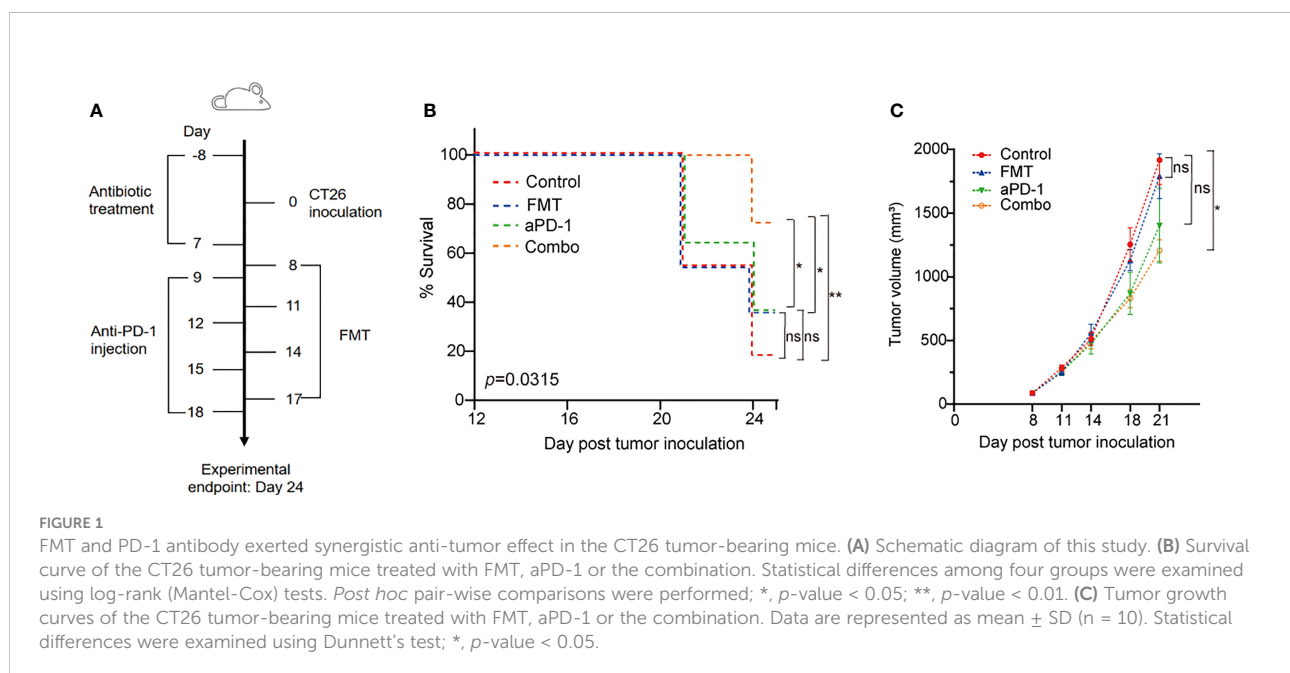 A
Day
-8
Antibiotic
treatment
0
CT26
inoculation
7
8
9
11
Anti-PD-1
injection
12
FMT
14
15
17
18
Experimental
endpoint: Day 24
B
% Survival
100
80
60
40
20
0
Control
FMT
aPD-1
Combo
*
*
**
ns
ns
p=0.0315
12
16
20
24
Day post tumor inoculation
C
Tumor volume (mm³)
2000
1500
1000
500
0
Control
FMT
aPD-1
Combo
ns
ns
*
0
8
11
14
18
21
Day post tumor inoculation
FIGURE 1
FMT and PD-1 antibody exerted synergistic anti-tumor effect in the CT26 tumor-bearing mice. (A) Schematic diagram of this study. (B) Survival
curve of the CT26 tumor-bearing mice treated with FMT, aPD-1 or the combination. Statistical differences among four groups were examined
using log-rank (Mantel-Cox) tests. Post hoc pair-wise comparisons were performed; *, p-value < 0.05; **, p-value < 0.01. (C) Tumor growth
curves of the CT26 tumor-bearing mice treated with FMT, aPD-1 or the combination. Data are represented as mean ± SD (n = 10). Statistical
differences were examined using Dunnett's test; *, p-value < 0.05.